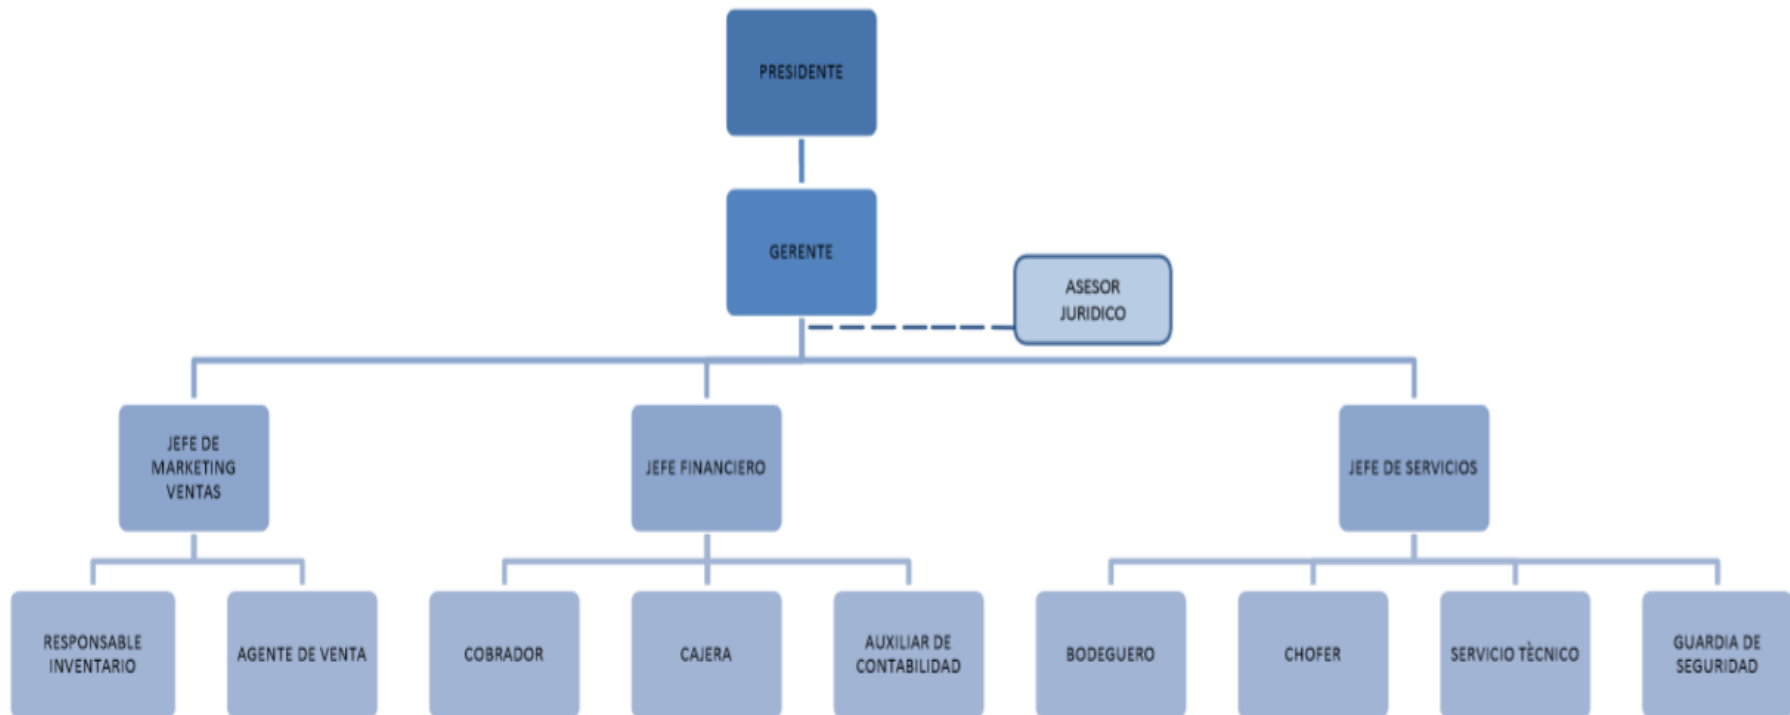 PRESIDENTE
GERENTE
ASESOR
JURIDICO
JEFE DE
MARKETING
VENTAS
JEFE FINANCIERO
JEFE DE SERVICIOS
RESPONSABLE
INVENTARIO
AGENTE DE VENTA
COBRADOR
CAJERA
AUXILIAR DE
CONTABILIDAD
BODEGUERO
CHOFER
SERVICIO TÈCNICO
GUARDIA DE
SEGURIDAD